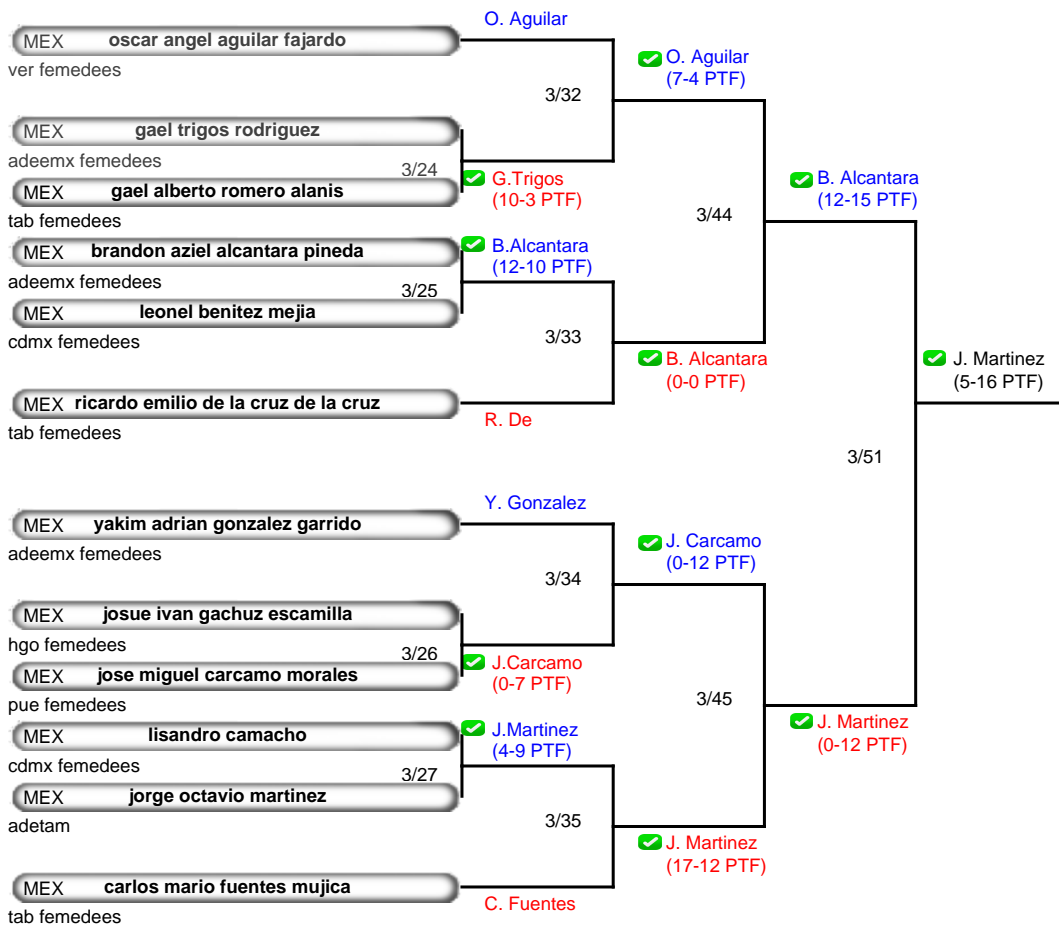 O. Aguilar
MEX oscar angel aguilar fajardo
ver femedees
O. Aguilar
(7-4 PTF)
3/32
MEX gael trigos rodriguez
adeemx femedees
3/24
G.Trigos
(10-3 PTF)
MEX gael alberto romero alanis
tab femedees
B. Alcantara
(12-15 PTF)
3/44
MEX brandon aziel alcantara pineda
adeemx femedees
B.Alcantara
(12-10 PTF)
3/25
MEX leonel benitez mejia
cdmx femedees
3/33
B. Alcantara
(0-0 PTF)
J. Martinez
(5-16 PTF)
MEX ricardo emilio de la cruz de la cruz
tab femedees
R. De
3/51
Y. Gonzalez
MEX yakim adrian gonzalez garrido
adeemx femedees
J. Carcamo
(0-12 PTF)
3/34
MEX josue ivan gachuz escamilla
hgo femedees
3/26
J.Carcamo
(0-7 PTF)
MEX jose miguel carcamo morales
pue femedees
3/45
MEX lisandro camacho
cdmx femedees
J.Martinez
(4-9 PTF)
J. Martinez
(0-12 PTF)
3/27
MEX jorge octavio martinez
adetam
3/35
J. Martinez
(17-12 PTF)
MEX carlos mario fuentes mujica
tab femedees
C. Fuentes